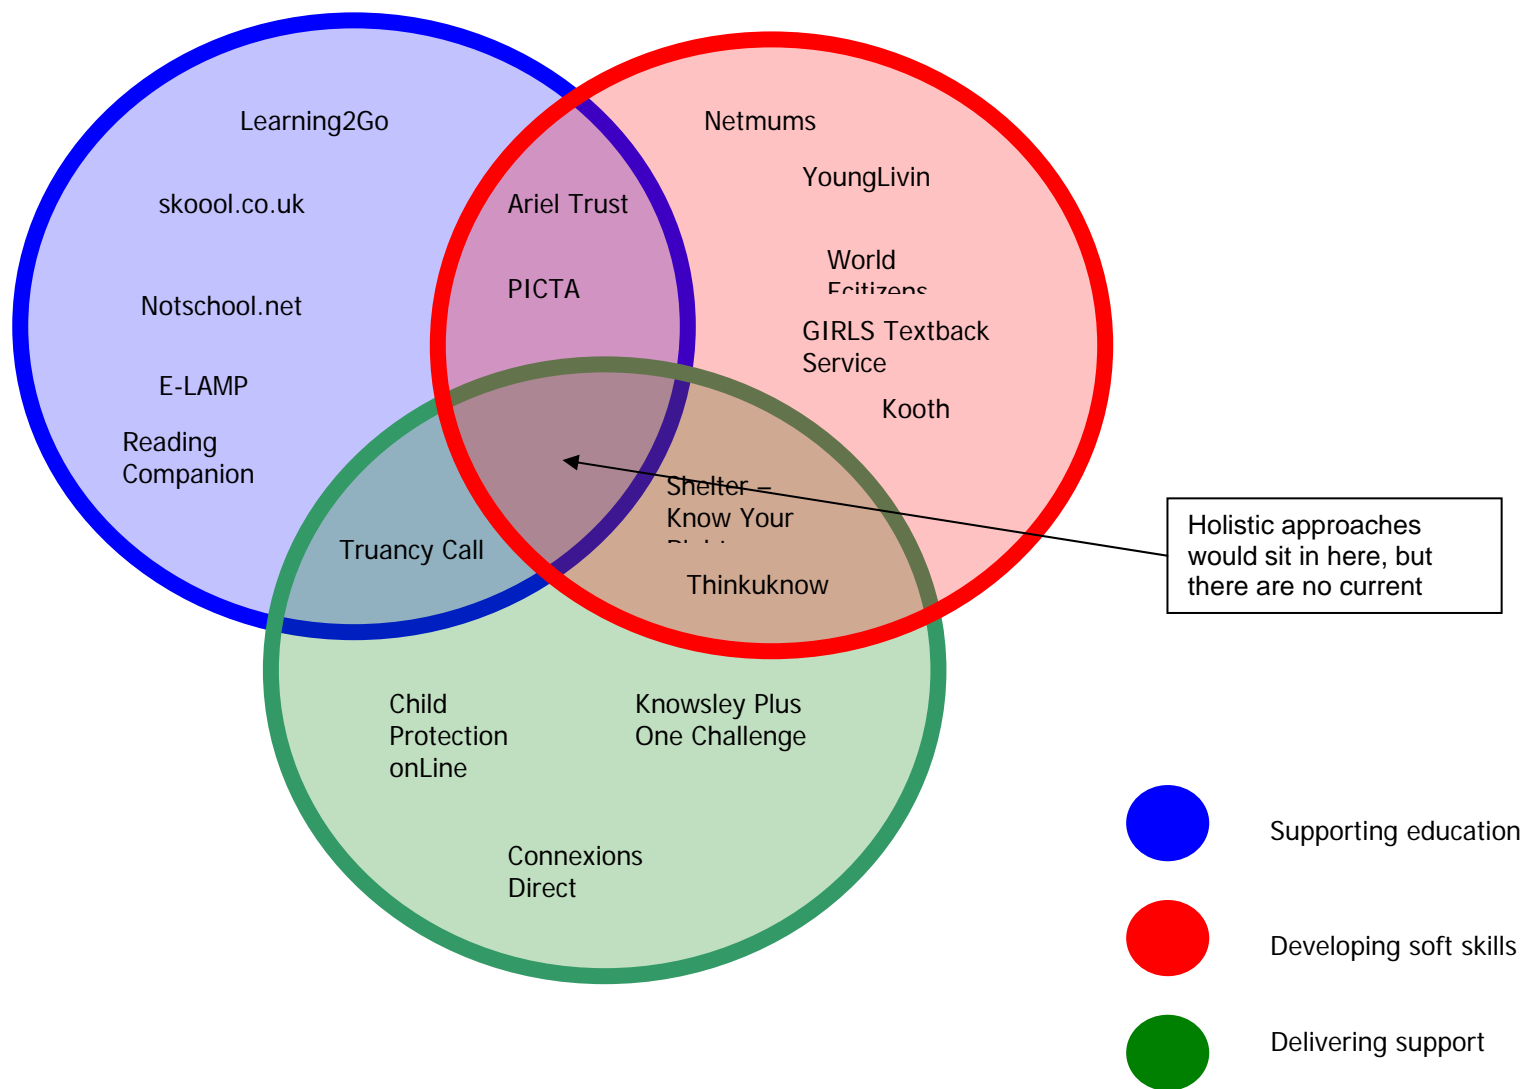 Learning2Go
skoool.co.uk
Notschool.net
E-LAMP
Reading
Companion
Ariel Trust
PICTA
Netmums
YoungLivin
World
Ecitizens
GIRLS Textback
Service
Kooth
Truancy Call
Shelter –
Know Your
Thinkuknow
Holistic approaches
would sit in here, but
there are no current
Child
Protection
onLine
Knowsley Plus
One Challenge
Connexions
Direct
Supporting education
Developing soft skills
Delivering support